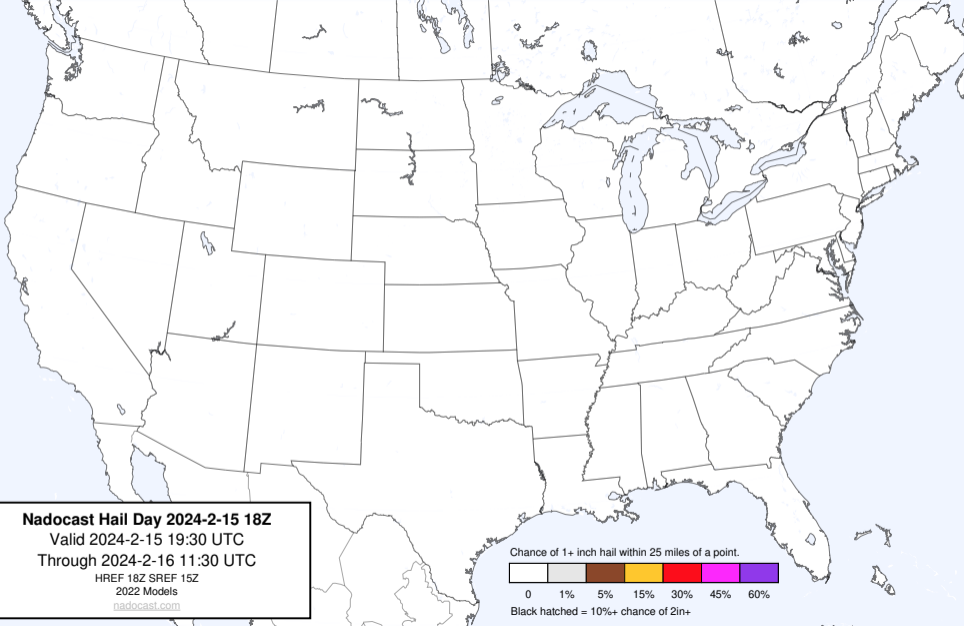 Nadocast Hail Day 2024-2-15 18Z
Valid 2024-2-15 19:30 UTC
Through 2024-2-16 11:30 UTC
HREF 18Z SREF 15Z
2022 Models
nadocast.com
Chance of 1+ inch hail within 25 miles of a point.
0 1% 5% 15% 30% 45% 60%
Black hatched = 10%+ chance of 2in+